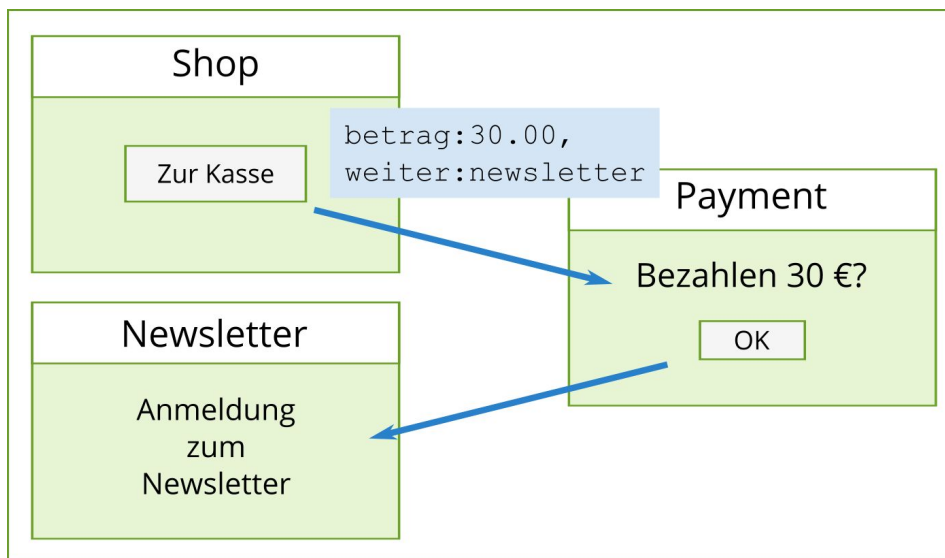 Shop
Zur Kasse
betrag:30.00,
weiter:newsletter
Payment
Bezahlen 30 €?
OK
Newsletter
Anmeldung
zum
Newsletter